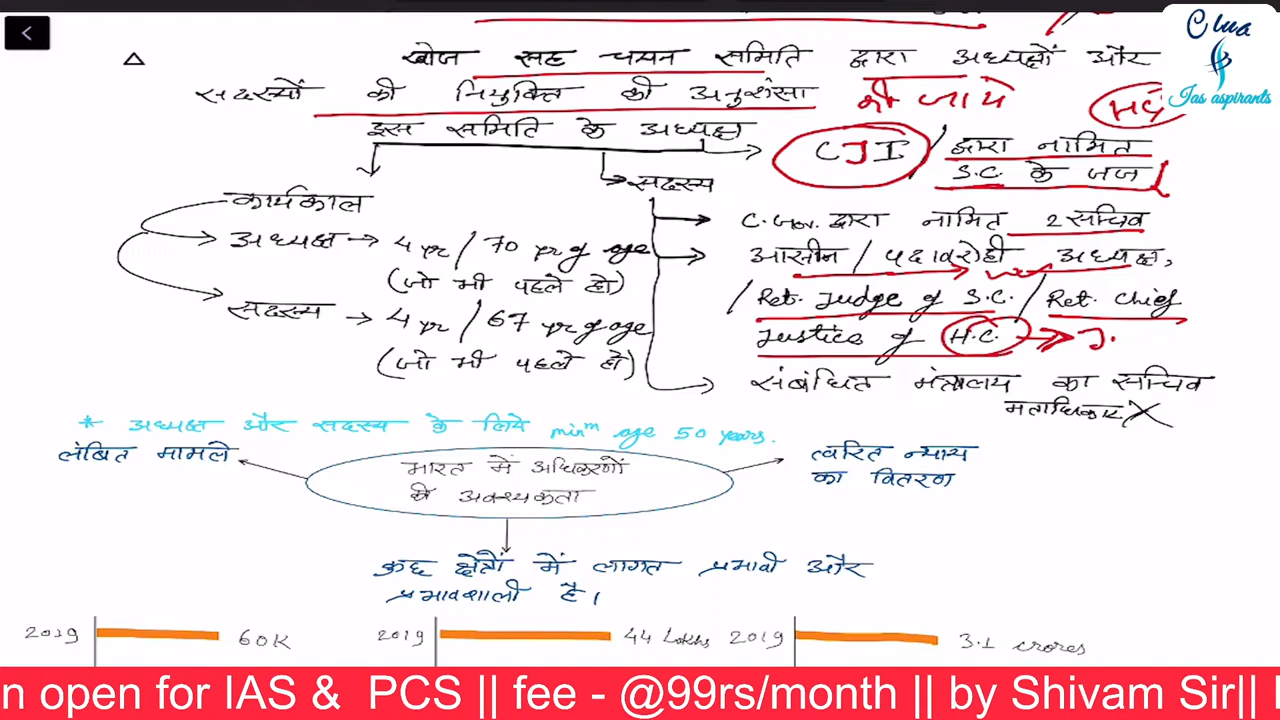 Clua
Ias aspirants
△ खोज सह चयन समिति द्वारा अध्यक्षों और
सदस्यों की नियुक्ति की अनुशंसा की जाये
इस समिति के अध्यक्ष → CJI / द्वारा नामित
S.C. के जज
सदस्य
कार्यकाल
C. Gov. द्वारा नामित 2 सचिव
अध्यक्ष → 4 yr / 70 yr of age
(जो भी पहले हो)
आसीन / पदावरोही अध्यक्ष,
/ Ret. Judge of S.C. / Ret. Chief
Justice of H.C. → J.
सदस्य → 4 yr / 67 yr of age
(जो भी पहले हो)
संबंधित मंत्रालय का सचिव
मताधिकार X
* अध्यक्ष और सदस्य के लिये minm age 50 years.
लंबित मामले
भारत में अधिकरणों
की अवश्यकता
त्वरित न्याय
का वितरण
कुछ क्षेत्रों में लागत प्रभावी और
प्रभावशाली है।
2019 60K
2019 44 Lakhs
2019 3.1 crores
n open for IAS & PCS || fee - @99rs/month || by Shivam Sir||